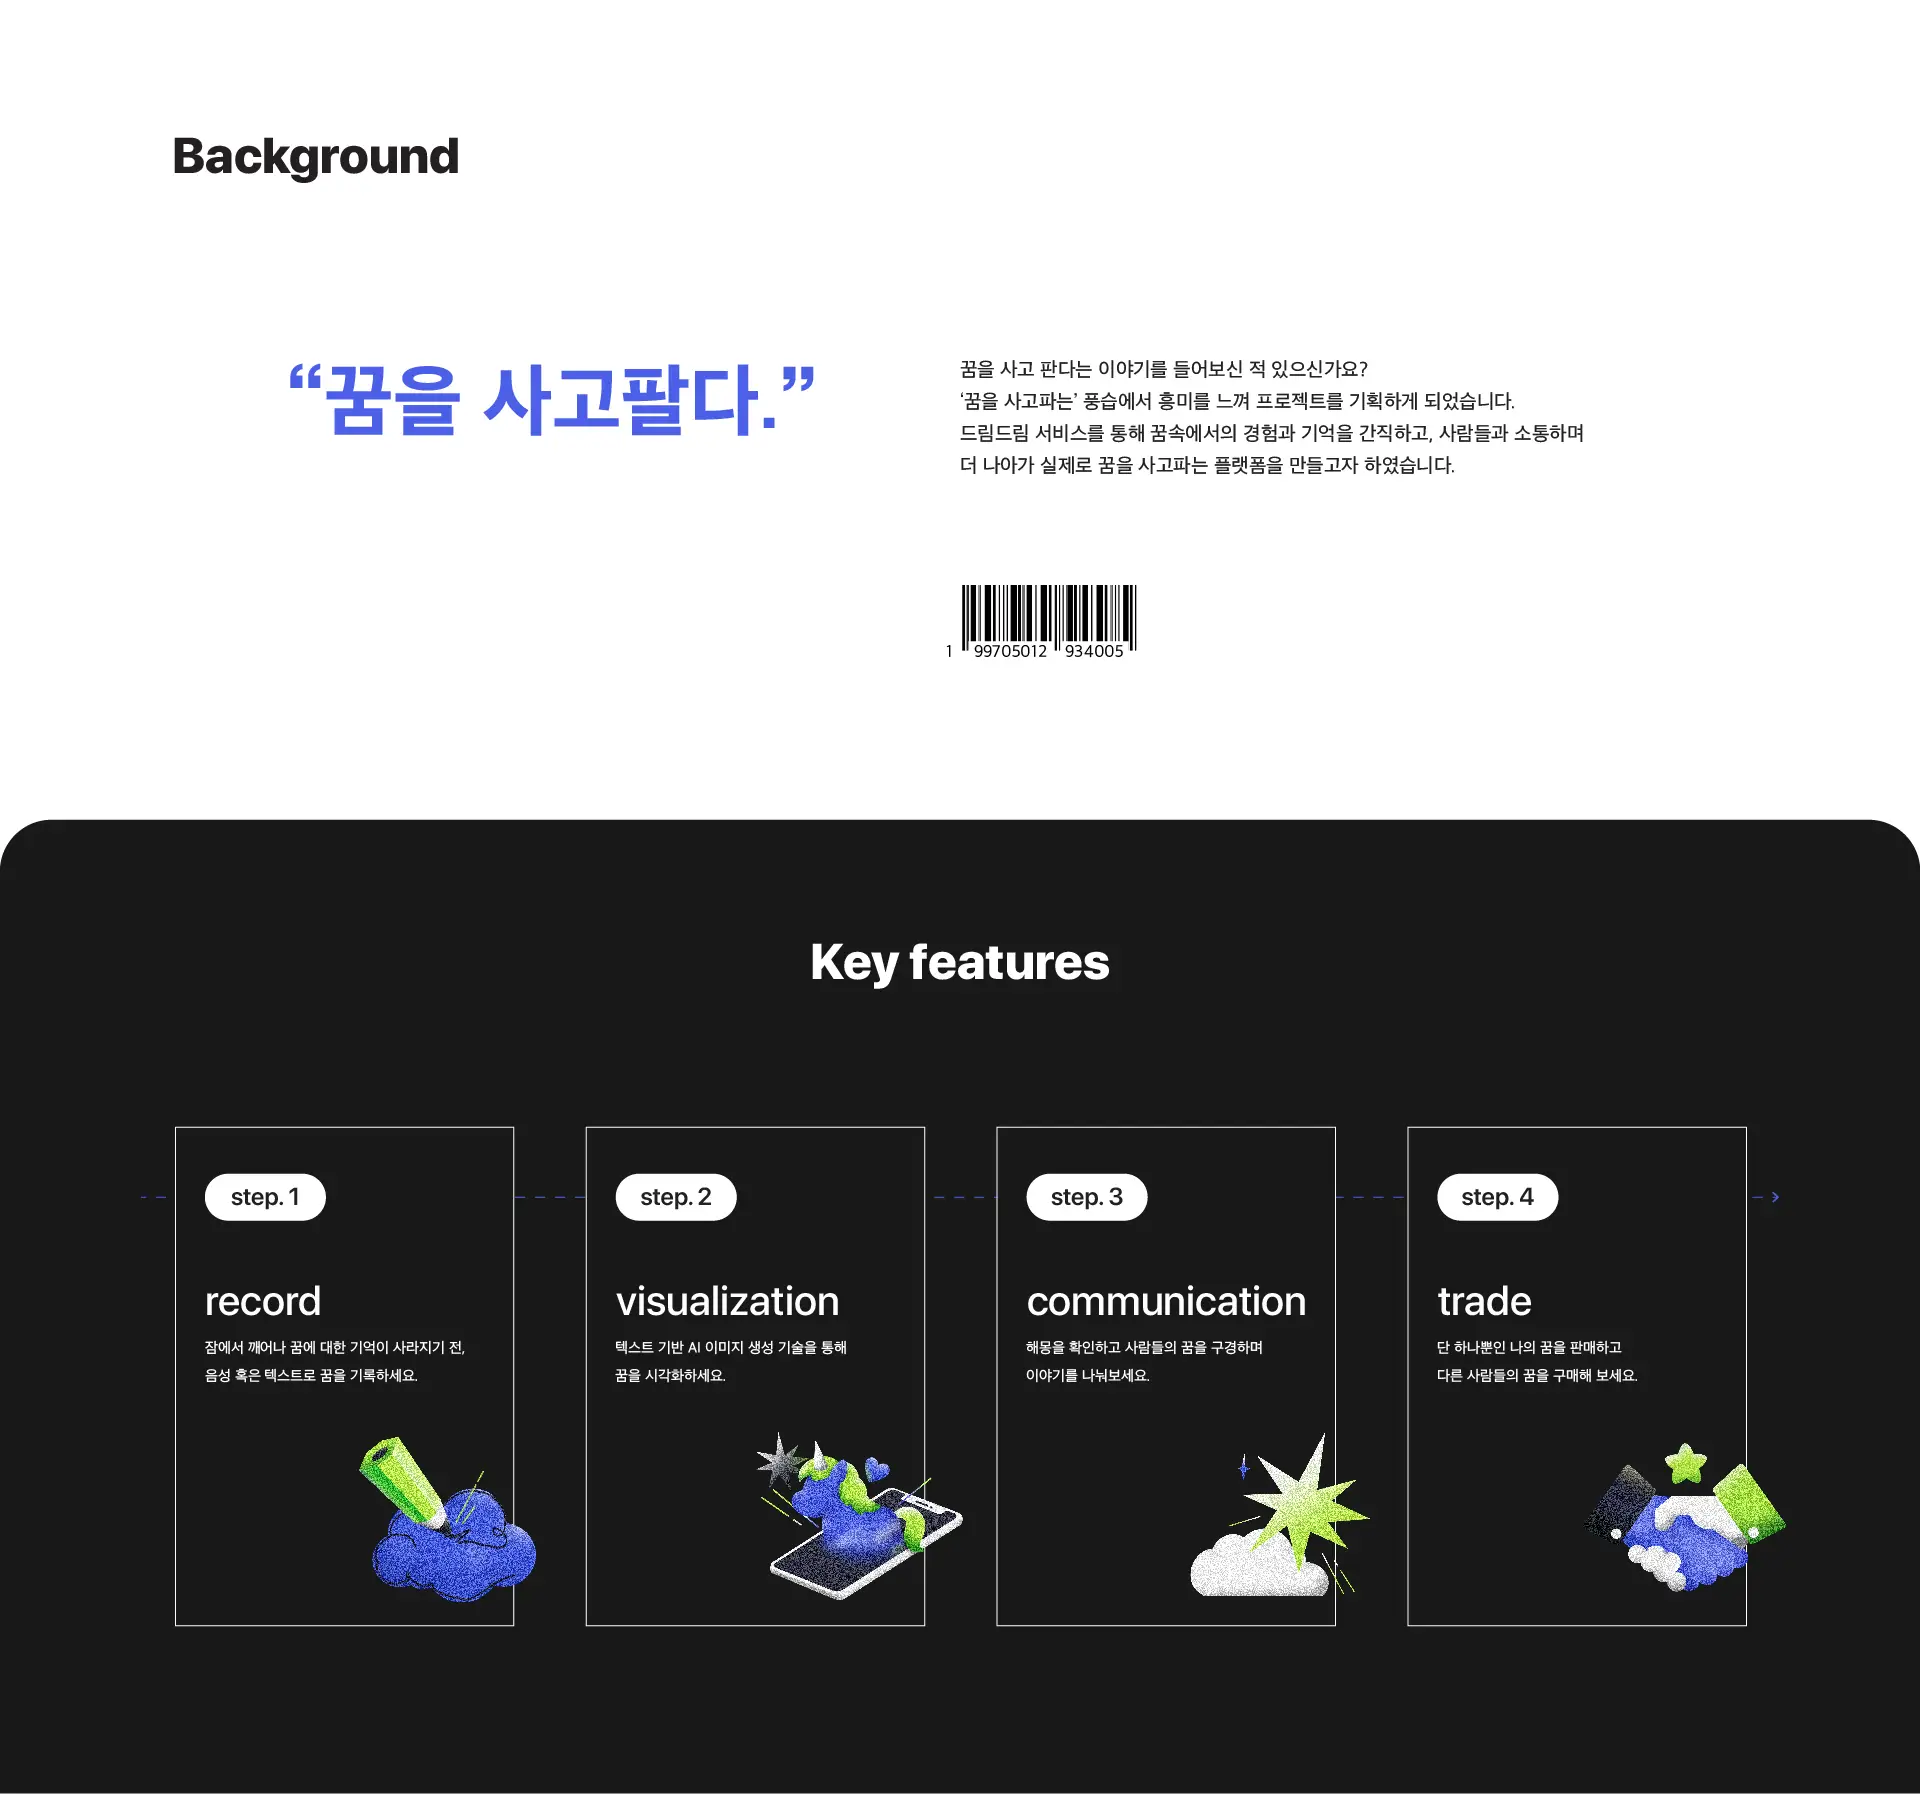 Background
“꿈을 사고팔다.”
꿈을 사고 판다는 이야기를 들어보신 적 있으신가요?
‘꿈을 사고파는’ 풍습에서 흥미를 느껴 프로젝트를 기획하게 되었습니다.
드림드림 서비스를 통해 꿈속에서의 경험과 기억을 간직하고, 사람들과 소통하며
더 나아가 실제로 꿈을 사고파는 플랫폼을 만들고자 하였습니다.
1 99705012 934005
Key features
step. 1
record
잠에서 깨어나 꿈에 대한 기억이 사라지기 전,
음성 혹은 텍스트로 꿈을 기록하세요.
step. 2
visualization
텍스트 기반 AI 이미지 생성 기술을 통해
꿈을 시각화하세요.
step. 3
communication
해몽을 확인하고 사람들의 꿈을 구경하며
이야기를 나눠보세요.
step. 4
trade
단 하나뿐인 나의 꿈을 판매하고
다른 사람들의 꿈을 구매해 보세요.